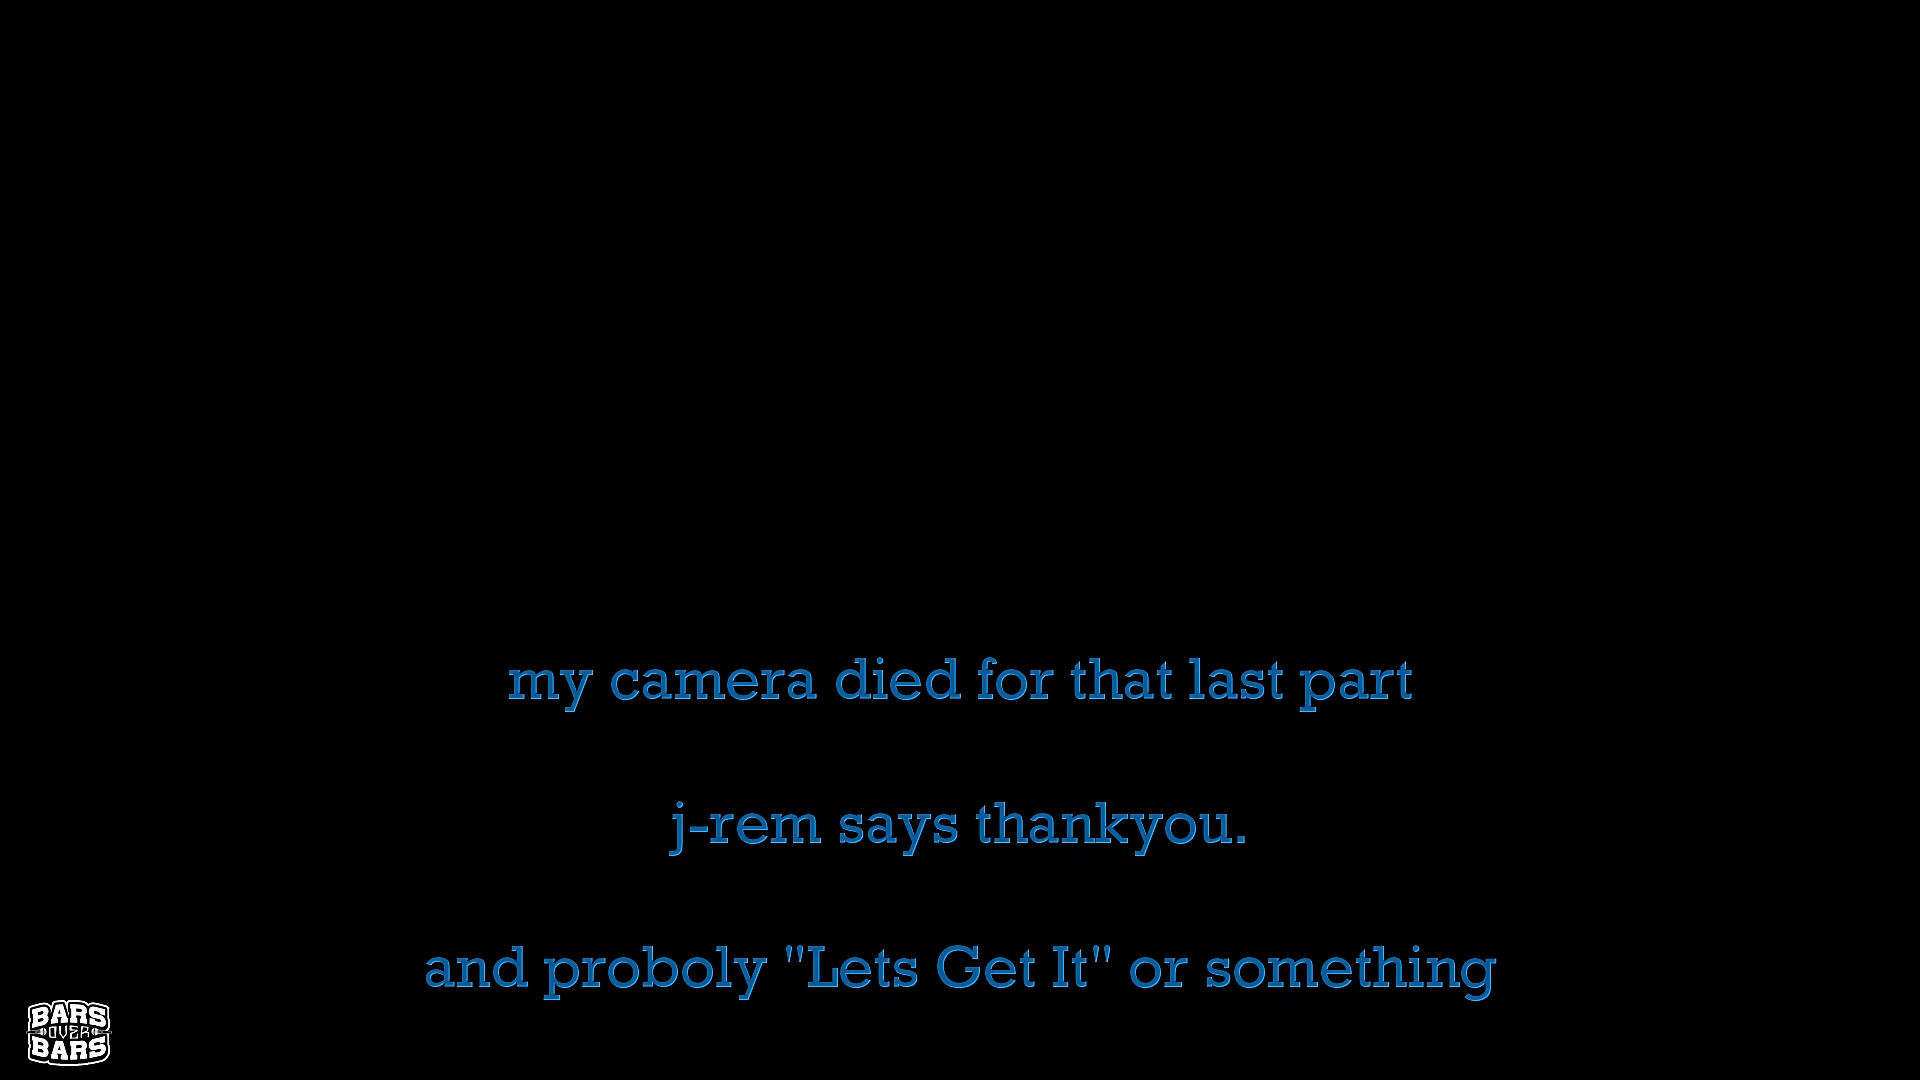 my camera died for that last part
j-rem says thankyou.
and proboly "Lets Get It" or something
BARS
OVER
BARS